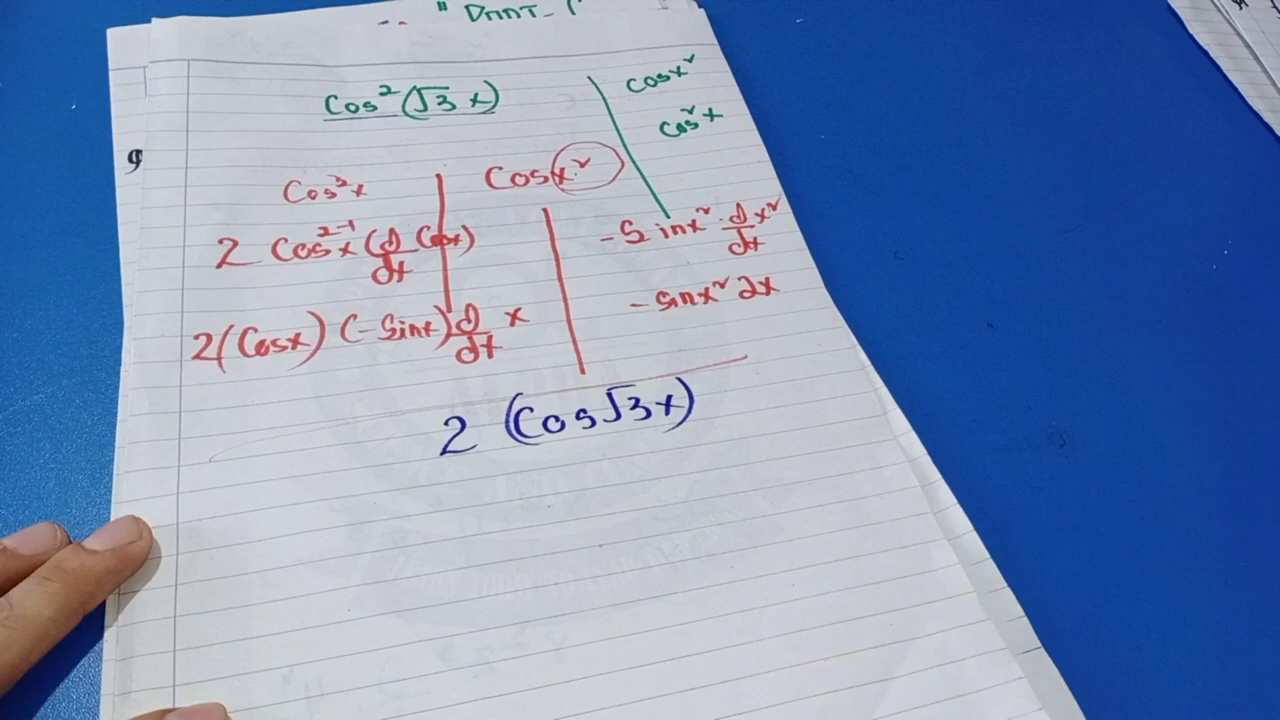 cos² (√3 x)
cosx²
cos²x
Cos²x
Cosx²
2 Cos²⁻¹x (d/dx Cosx)
-Sinx² · d/dx x²
2(Cosx) (-Sinx) d/dx x
- sinx² 2x
2 (Cos√3x)